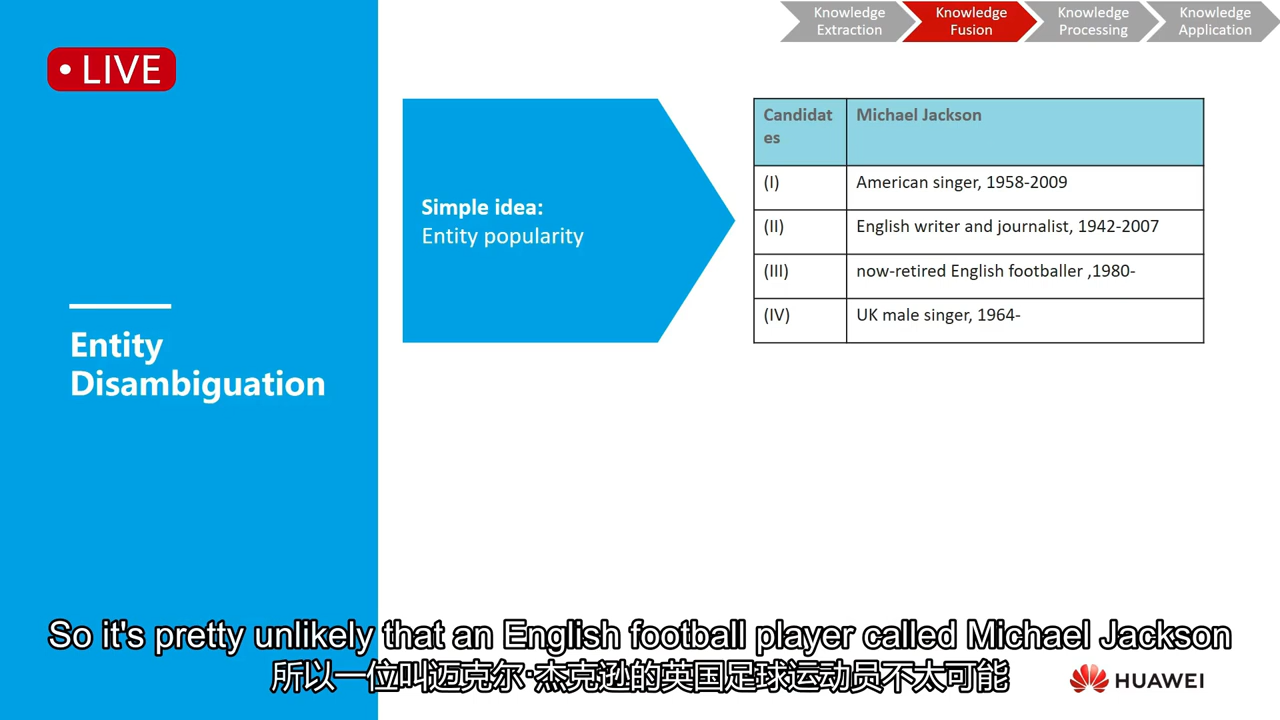 Knowledge Extraction
Knowledge Fusion
Knowledge Processing
Knowledge Application
• LIVE
Entity
Disambiguation
Simple idea:
Entity popularity
Candidat
es
Michael Jackson
(I) American singer, 1958-2009
(II) English writer and journalist, 1942-2007
(III) now-retired English footballer ,1980-
(IV) UK male singer, 1964-
So it's pretty unlikely that an English football player called Michael Jackson
所以一位叫迈克尔·杰克逊的英国足球运动员不太可能
HUAWEI